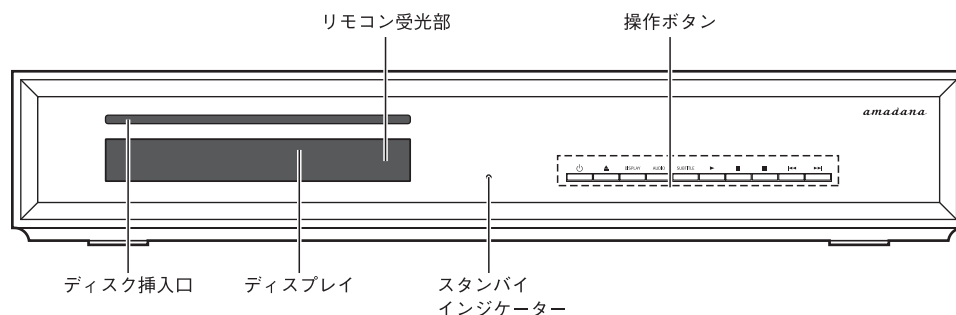 リモコン受光部
操作ボタン
amadana
DISPLAY AUDIO SUBTITLE
ディスク挿入口
ディスプレイ
スタンバイ
インジケーター